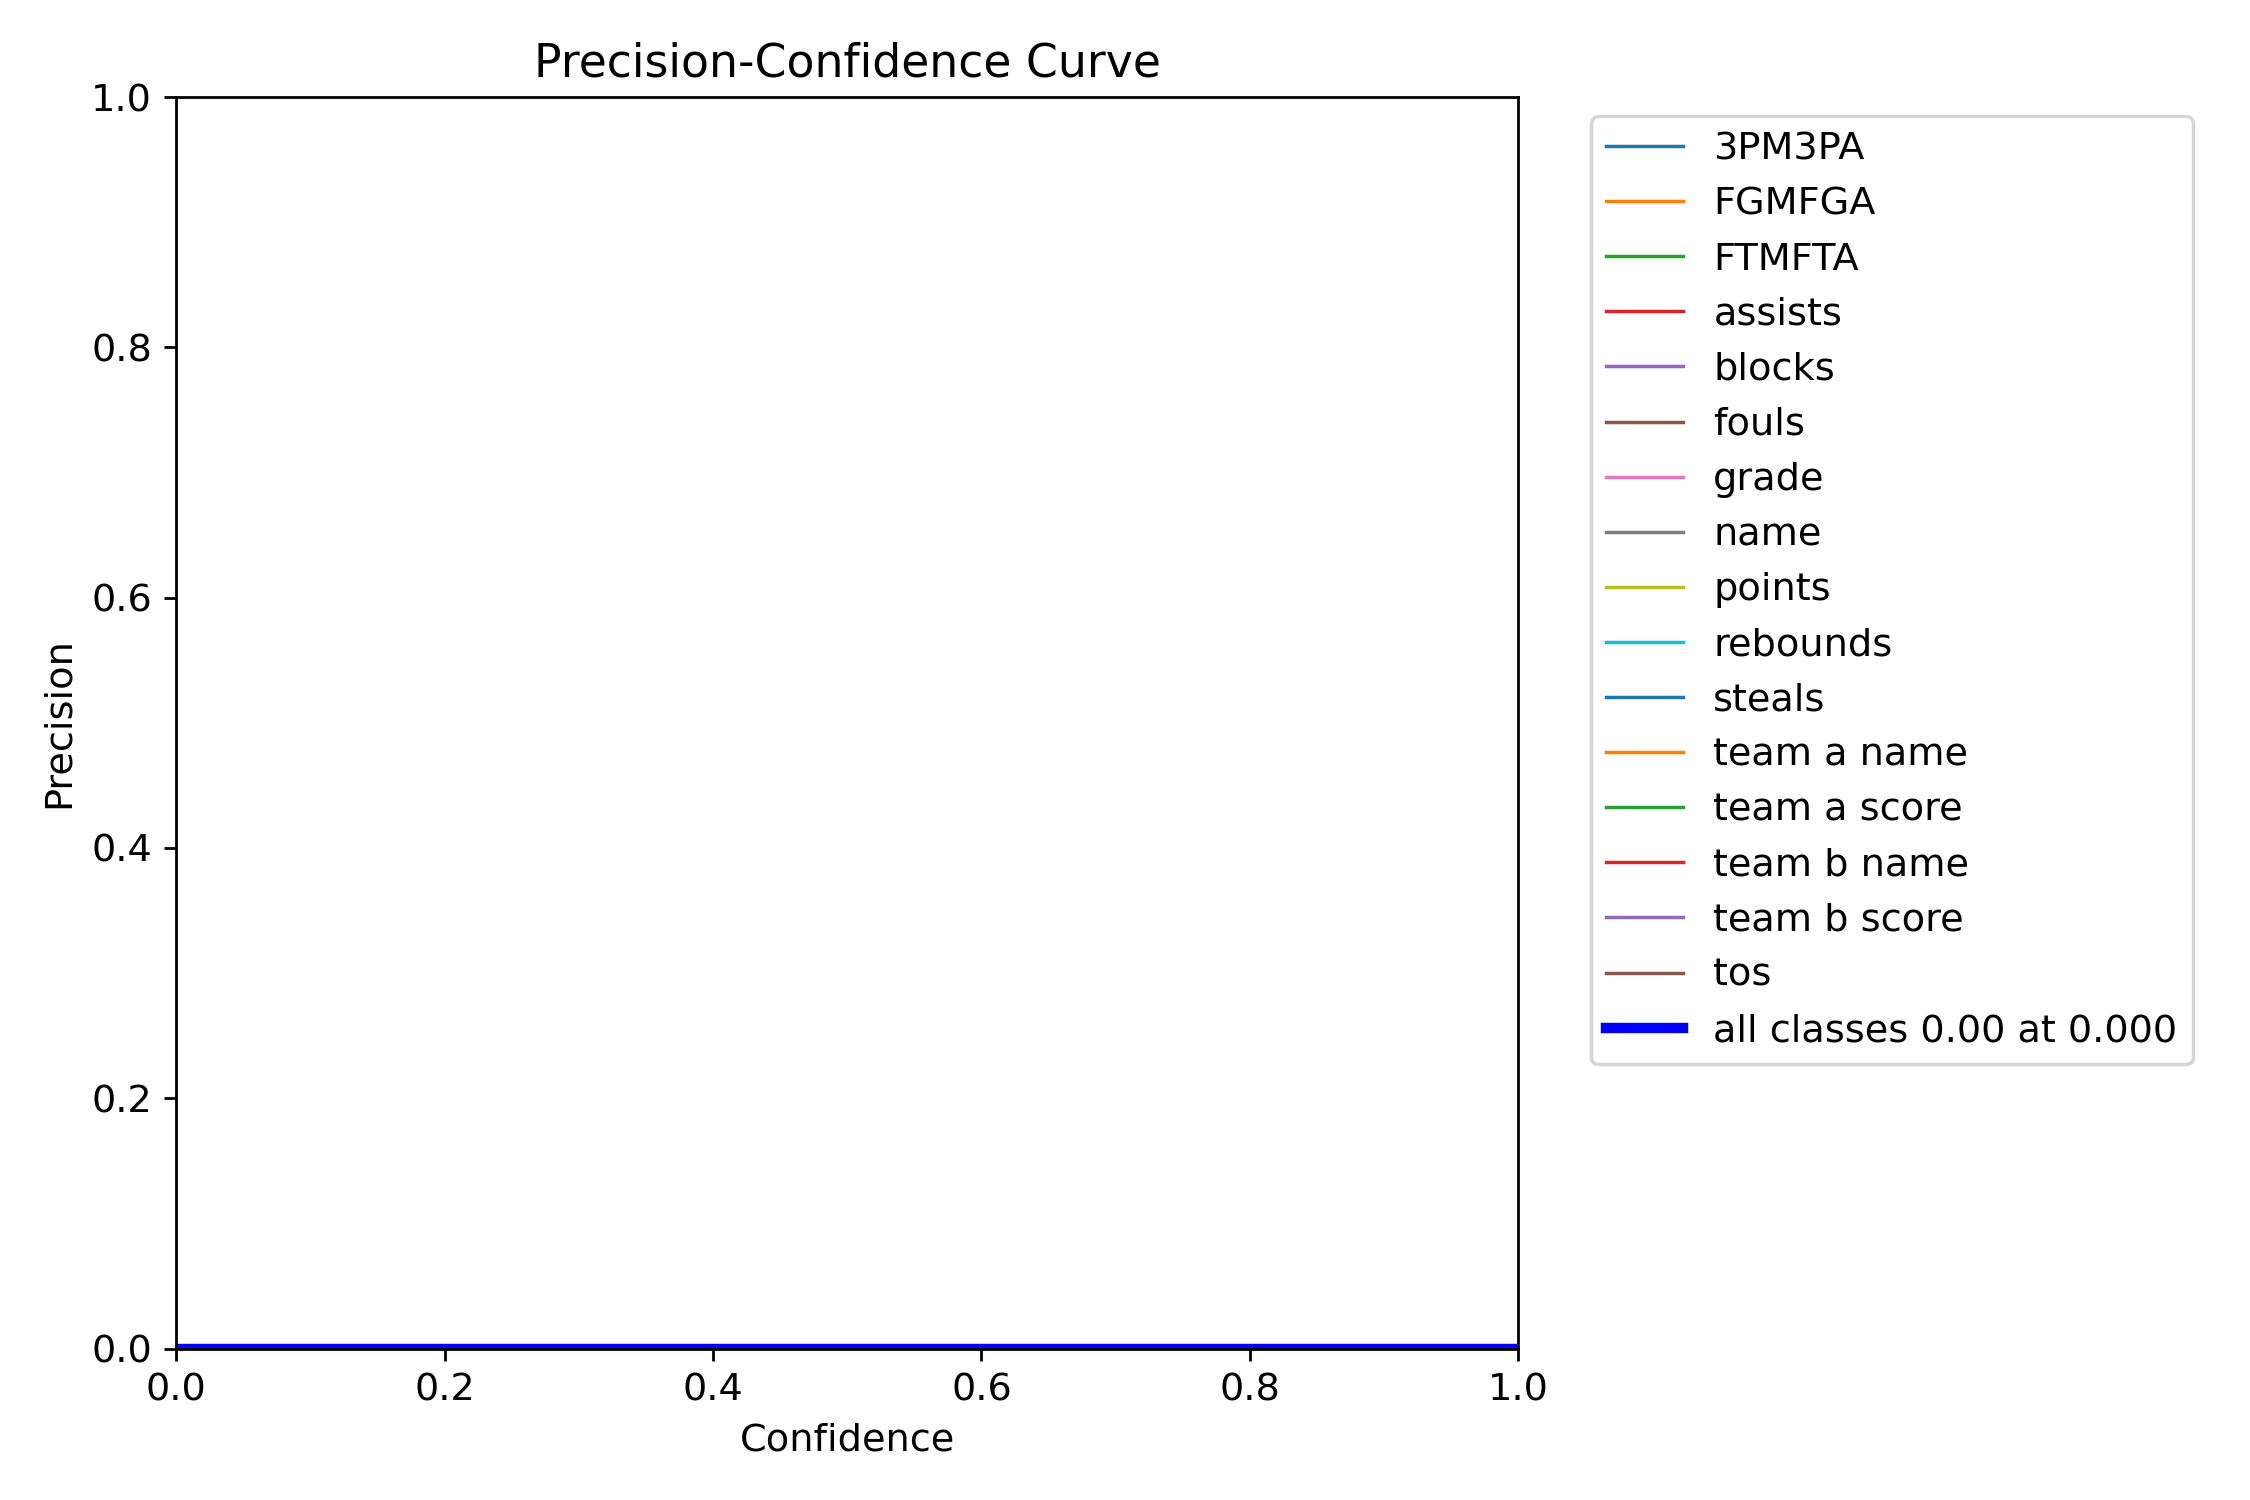 Precision-Confidence Curve
1.0
0.8
0.6
0.4
0.2
0.0
Precision
0.0 0.2 0.4 0.6 0.8 1.0
Confidence
3PM3PA
FGMFGA
FTMFTA
assists
blocks
fouls
grade
name
points
rebounds
steals
team a name
team a score
team b name
team b score
tos
all classes 0.00 at 0.000